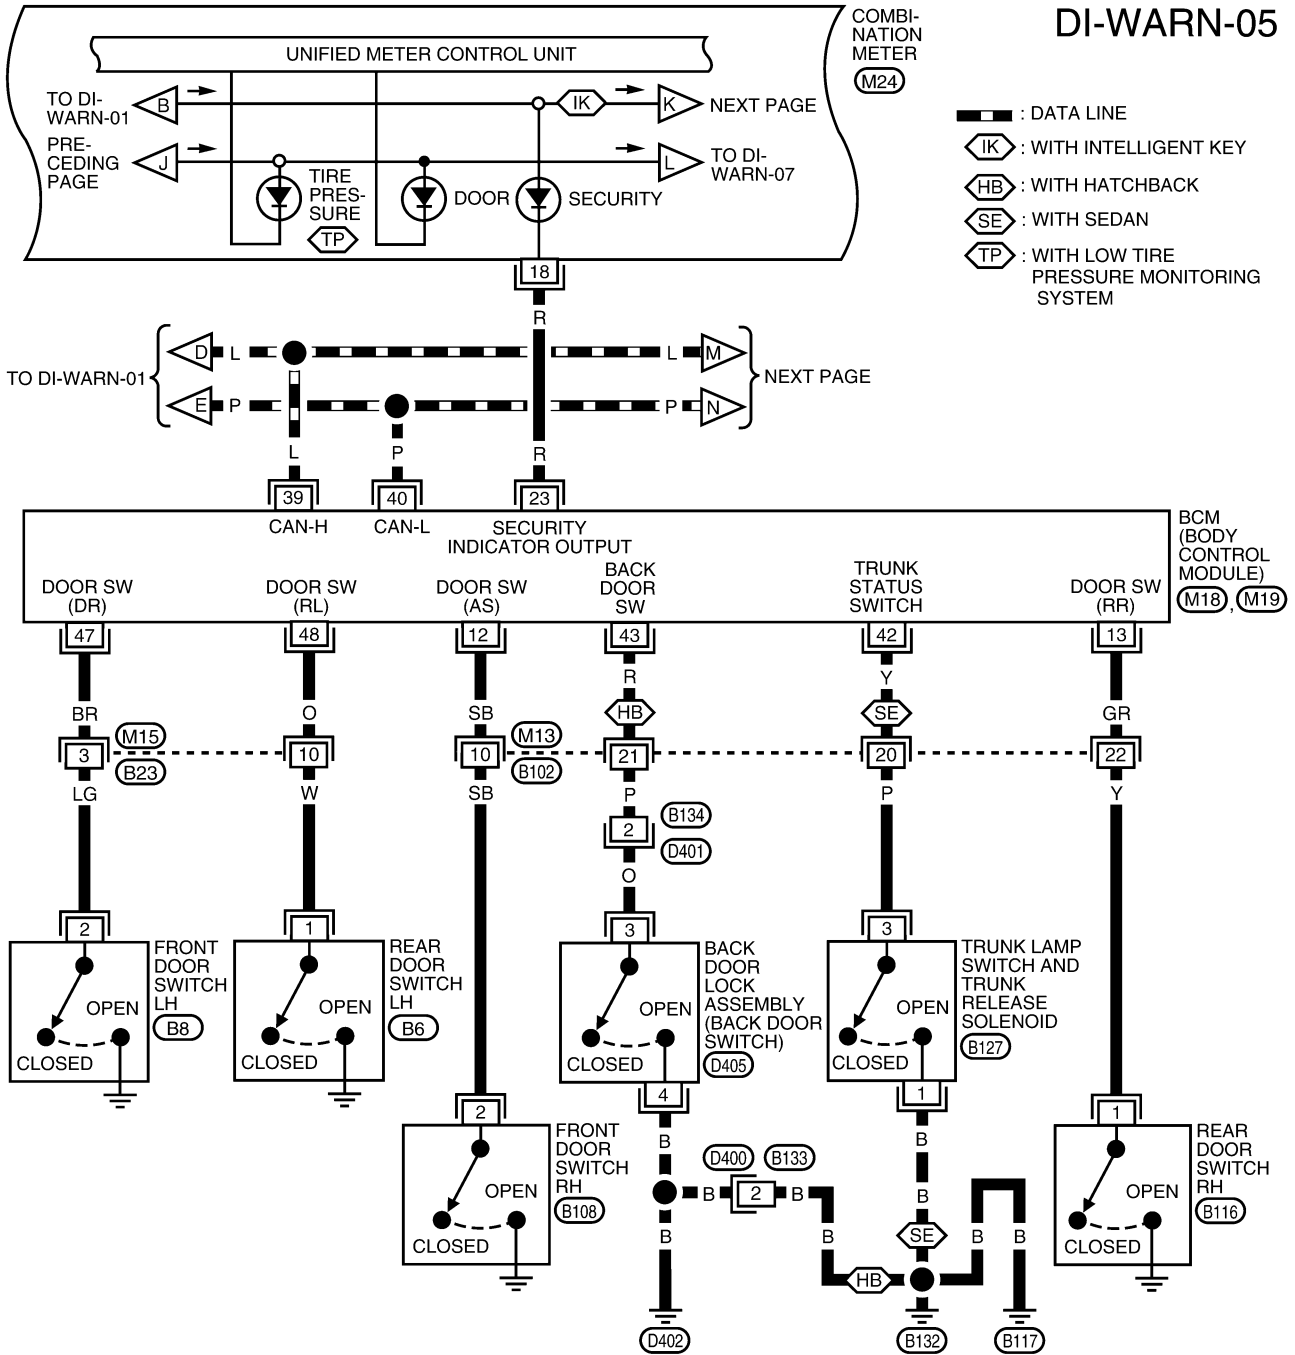 DI-WARN-05
COMBI-
NATION
METER
M24
UNIFIED METER CONTROL UNIT
TO DI-
WARN-01
B
IK
K
NEXT PAGE
PRE-
CEDING
PAGE
J
L
TO DI-
WARN-07
TIRE
PRES-
SURE
TP
DOOR
SECURITY
: DATA LINE
IK : WITH INTELLIGENT KEY
HB : WITH HATCHBACK
SE : WITH SEDAN
TP : WITH LOW TIRE
PRESSURE MONITORING
SYSTEM
18
R
TO DI-WARN-01
D L
L M
E P
P N
NEXT PAGE
L
P
R
39
40
23
CAN-H
CAN-L
SECURITY
INDICATOR OUTPUT
BCM
(BODY
CONTROL
MODULE)
M18 , M19
DOOR SW
(DR)
DOOR SW
(RL)
DOOR SW
(AS)
BACK
DOOR
SW
TRUNK
STATUS
SWITCH
DOOR SW
(RR)
47
48
12
43
42
13
R
Y
BR
O
SB
HB
SE
GR
M15
M13
3
10
10
21
20
22
B23
B102
LG
W
SB
P
P
Y
2
B134
D401
O
2
1
3
3
FRONT
DOOR
SWITCH
LH
B8
OPEN
CLOSED
REAR
DOOR
SWITCH
LH
B6
OPEN
CLOSED
BACK
DOOR
LOCK
ASSEMBLY
(BACK DOOR
SWITCH)
D405
OPEN
CLOSED
TRUNK LAMP
SWITCH AND
TRUNK
RELEASE
SOLENOID
B127
OPEN
CLOSED
2
4
1
1
FRONT
DOOR
SWITCH
RH
B108
OPEN
CLOSED
B
D400
B133
B
2
B
B
B
B
B
SE
HB
B
B
REAR
DOOR
SWITCH
RH
B116
OPEN
CLOSED
D402
B132
B117